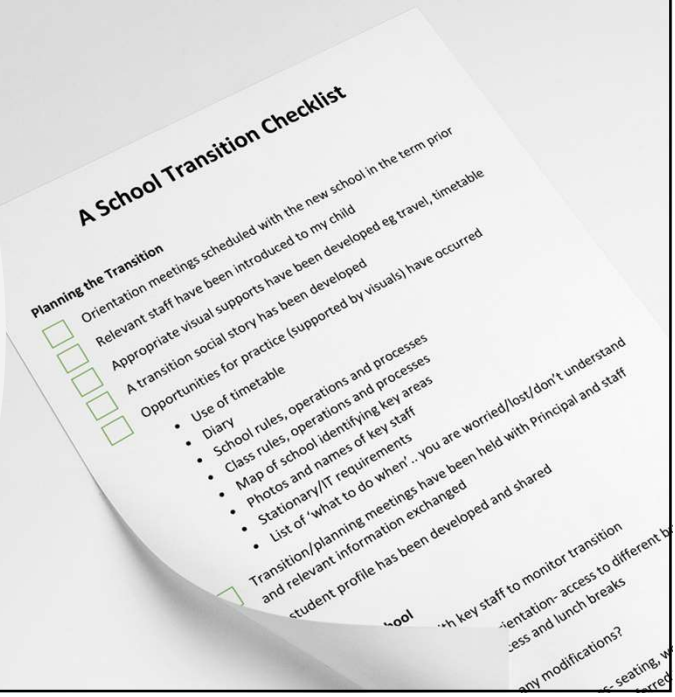 A School Transition Checklist
Planning the Transition
Orientation meetings scheduled with the new school in the term prior
Relevant staff have been introduced to my child
Appropriate visual supports have been developed eg travel, timetable
A transition social story has been developed
Opportunities for practice (supported by visuals) have occurred
• Use of timetable
• Diary
• School rules, operations and processes
• Class rules, operations and processes
• Map of school identifying key areas
• Photos and names of key staff
• Stationary/IT requirements
• List of ‘what to do when’ .. you are worried/lost/don’t understand
Transition/planning meetings have been held with Principal and staff
and relevant information exchanged
student profile has been developed and shared
with key staff to monitor transition
access to different
and lunch breaks
any modifications?
seating,